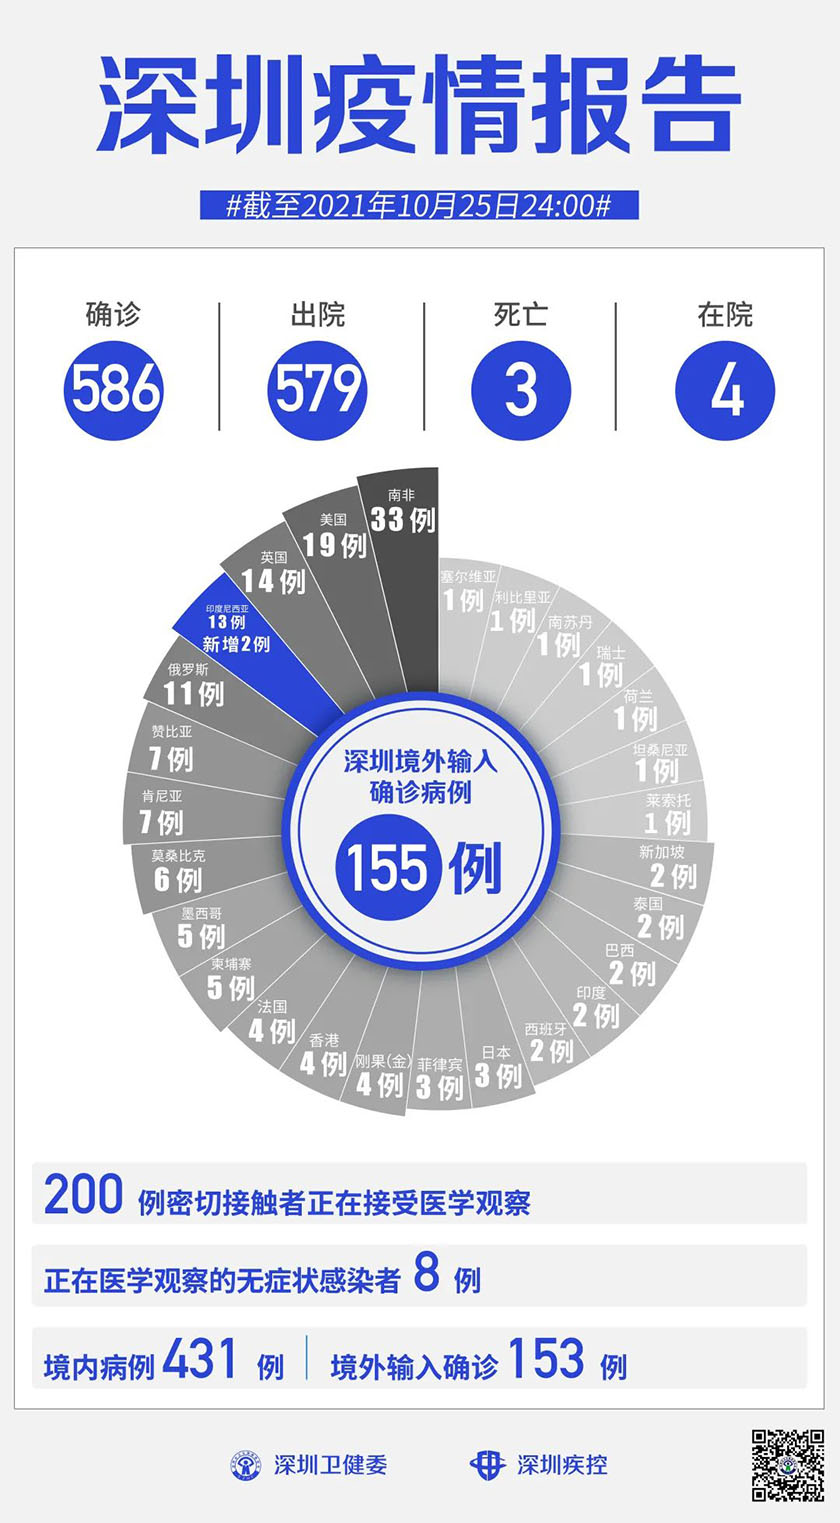 深圳疫情报告
#截至2021年10月25日24:00#
确诊
586
出院
579
死亡
3
在院
4
南非
33例
美国
19例
英国
14例
印度尼西亚
13例
新增2例
俄罗斯
11例
赞比亚
7例
肯尼亚
7例
莫桑比克
6例
墨西哥
5例
柬埔寨
5例
法国
4例
香港
4例
刚果(金)
4例
菲律宾
3例
日本
3例
西班牙
2例
印度
2例
巴西
2例
泰国
2例
新加坡
2例
莱索托
1例
坦桑尼亚
1例
荷兰
1例
瑞士
1例
南苏丹
1例
利比里亚
1例
塞尔维亚
1例
深圳境外输入
确诊病例
155例
200 例密切接触者正在接受医学观察
正在医学观察的无症状感染者 8 例
境内病例431 例
境外输入确诊153 例
深圳卫健委
深圳疾控